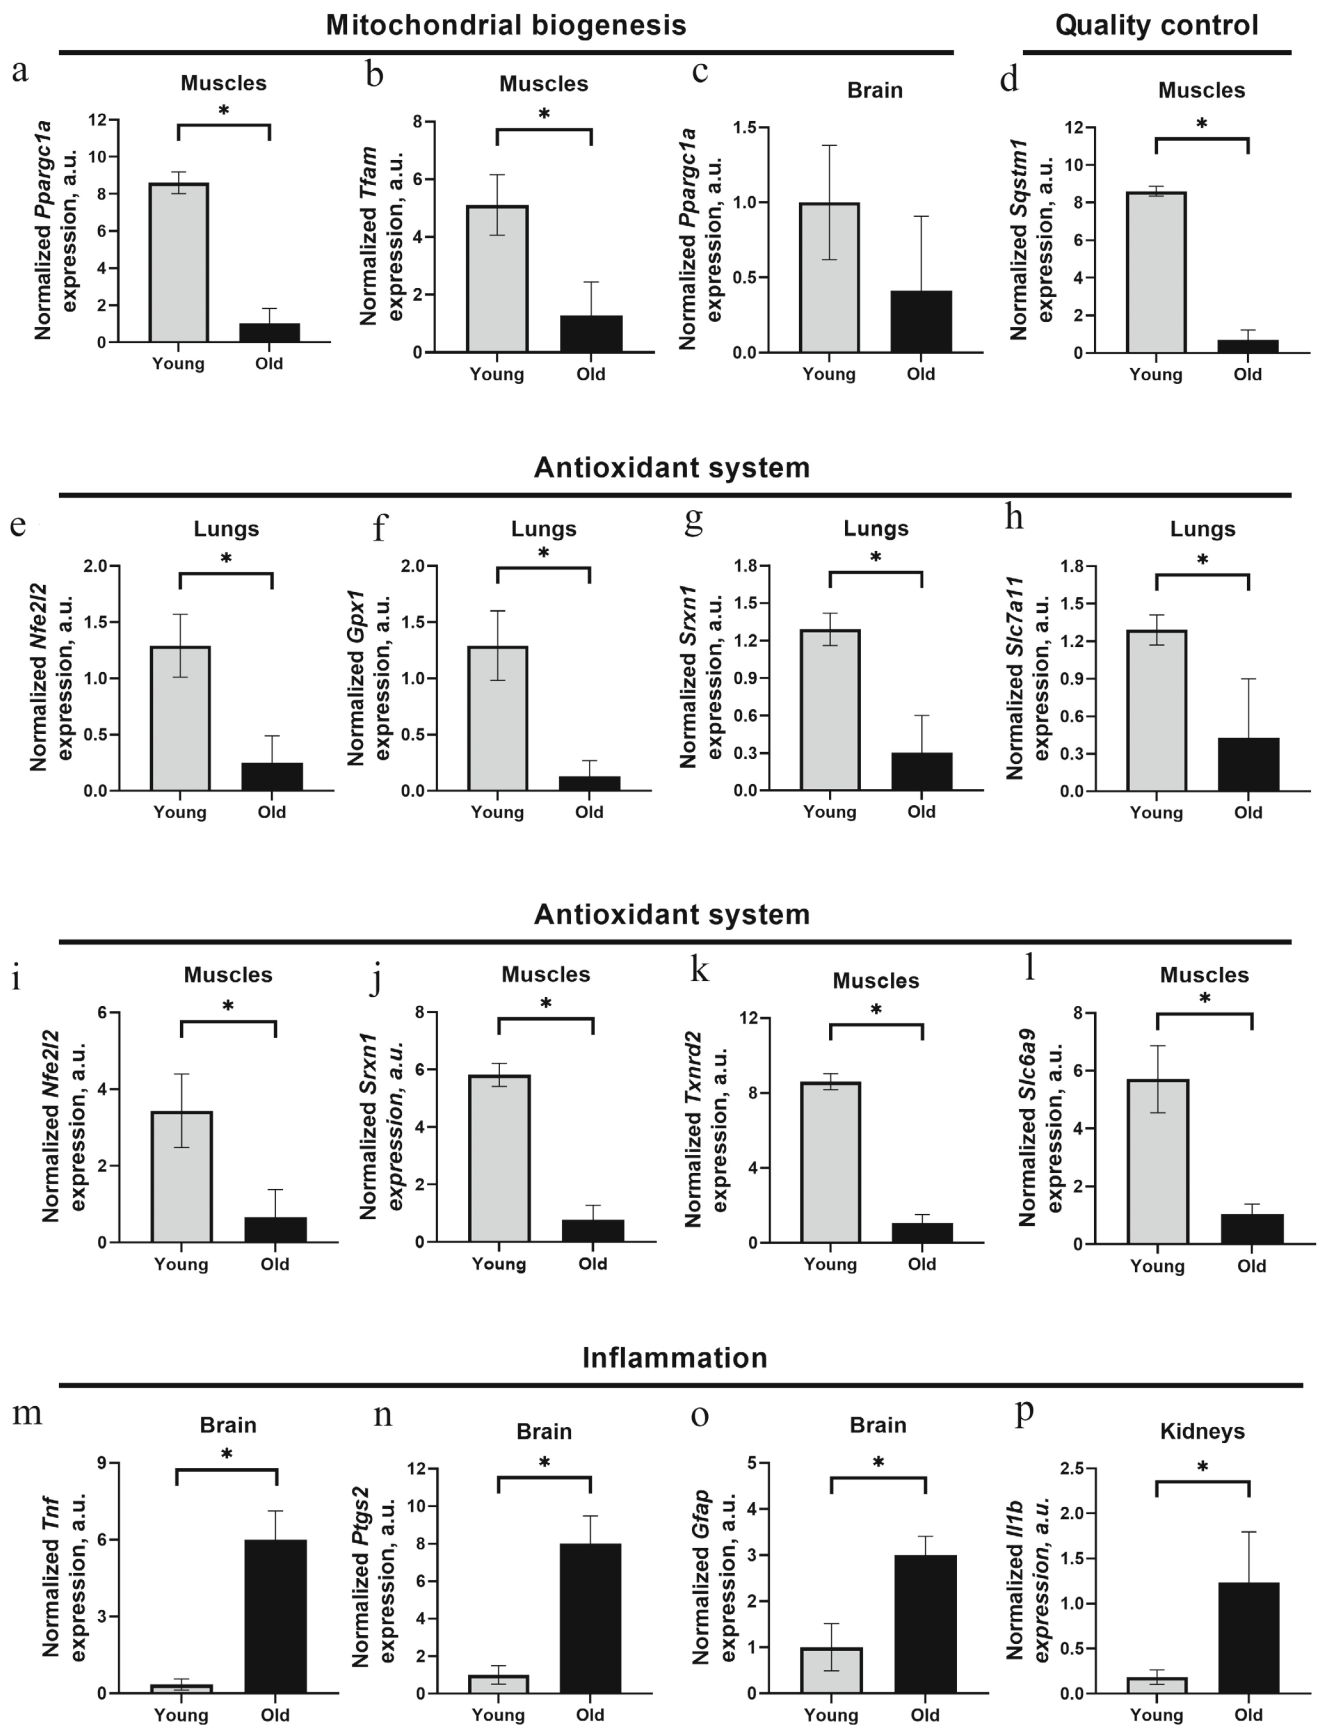 Mitochondrial biogenesis
Quality control
a
Muscles
*
Normalized Ppargc1a
expression, a.u.
12
10
8
6
4
2
0
Young
Old
b
Muscles
*
Normalized Tfam
expression, a.u.
8
6
4
2
0
Young
Old
c
Brain
Normalized Ppargc1a
expression, a.u.
1.5
1.0
0.5
0.0
Young
Old
d
Muscles
*
Normalized Sqstm1
expression, a.u.
12
10
8
6
4
2
0
Young
Old
Antioxidant system
e
Lungs
*
Normalized Nfe2l2
expression, a.u.
2.0
1.5
1.0
0.5
0.0
Young
Old
f
Lungs
*
Normalized Gpx1
expression, a.u.
2.0
1.5
1.0
0.5
0.0
Young
Old
g
Lungs
*
Normalized Srxn1
expression, a.u.
1.8
1.5
1.2
0.9
0.6
0.3
0.0
Young
Old
h
Lungs
*
Normalized Slc7a11
expression, a.u.
1.8
1.5
1.2
0.9
0.6
0.3
0.0
Young
Old
Antioxidant system
i
Muscles
*
Normalized Nfe2l2
expression, a.u.
6
4
2
0
Young
Old
j
Muscles
*
Normalized Srxn1
expression, a.u.
8
6
4
2
0
Young
Old
k
Muscles
*
Normalized Txnrd2
expression, a.u.
12
8
4
0
Young
Old
l
Muscles
*
Normalized Slc6a9
expression, a.u.
8
6
4
2
0
Young
Old
Inflammation
m
Brain
*
Normalized Tnf
expression, a.u.
9
6
3
0
Young
Old
n
Brain
*
Normalized Ptgs2
expression, a.u.
12
10
8
6
4
2
0
Young
Old
o
Brain
*
Normalized Gfap
expression, a.u.
5
4
3
2
1
0
Young
Old
p
Kidneys
*
Normalized Il1b
expression, a.u.
2.5
2.0
1.5
1.0
0.5
0.0
Young
Old